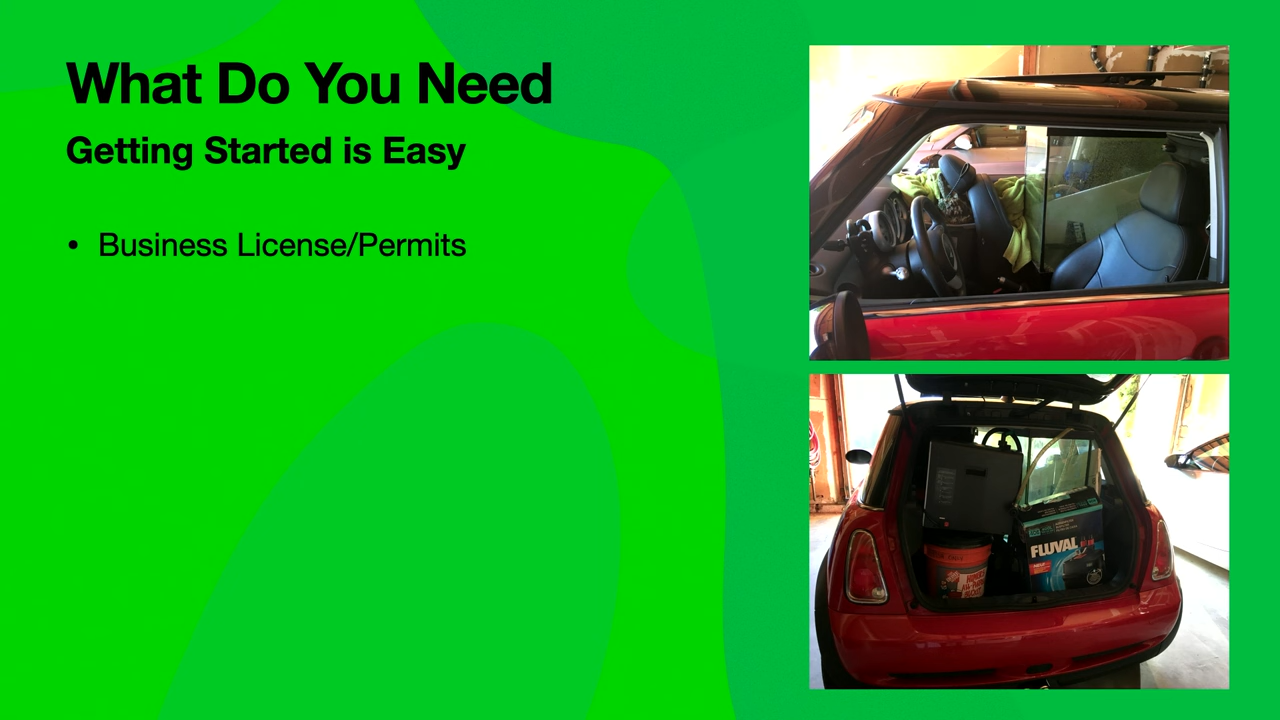 What Do You Need
Getting Started is Easy
• Business License/Permits
FLUVAL